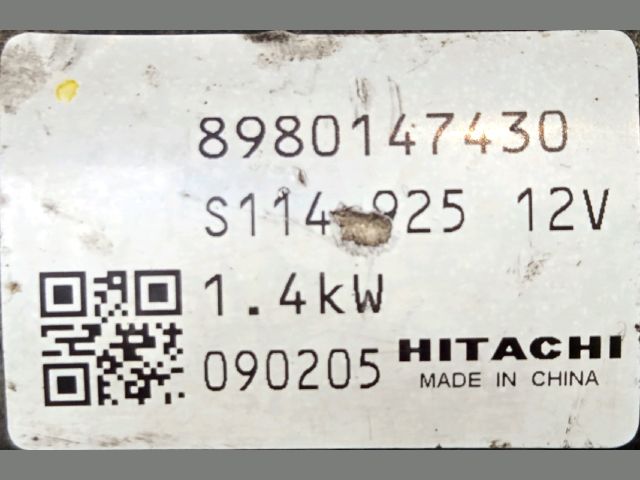 8980147430
S114 925 12V
1.4kW
090205 HITACHI
MADE IN CHINA